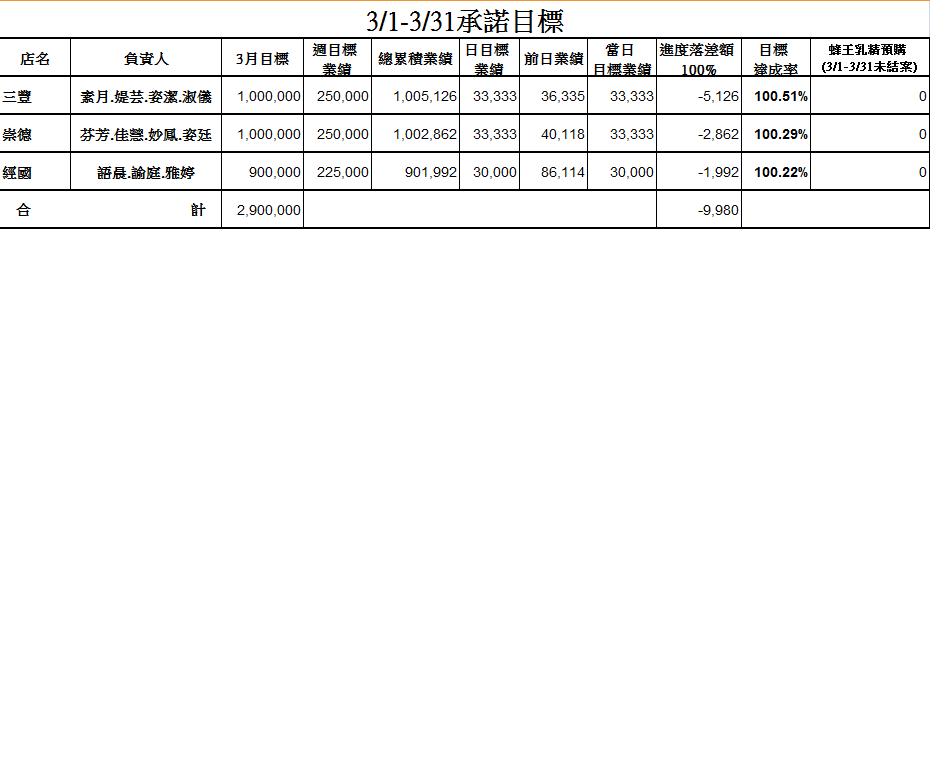 3/1-3/31承諾目標
店名 負責人 3月目標 週目標業績 總累積業績 日目標業績 前日業績 當日目標業績 進度落差額100% 目標達成率 蜂王乳精預購(3/1-3/31未結案)
三豐 素月.媞芸.姿潔.淑儀 1,000,000 250,000 1,005,126 33,333 36,335 33,333 -5,126 100.51% 0
崇德 芬芳.佳慧.妙鳳.姿廷 1,000,000 250,000 1,002,862 33,333 40,118 33,333 -2,862 100.29% 0
經國 語晨.諭庭.雅婷 900,000 225,000 901,992 30,000 86,114 30,000 -1,992 100.22% 0
合 計 2,900,000 -9,980